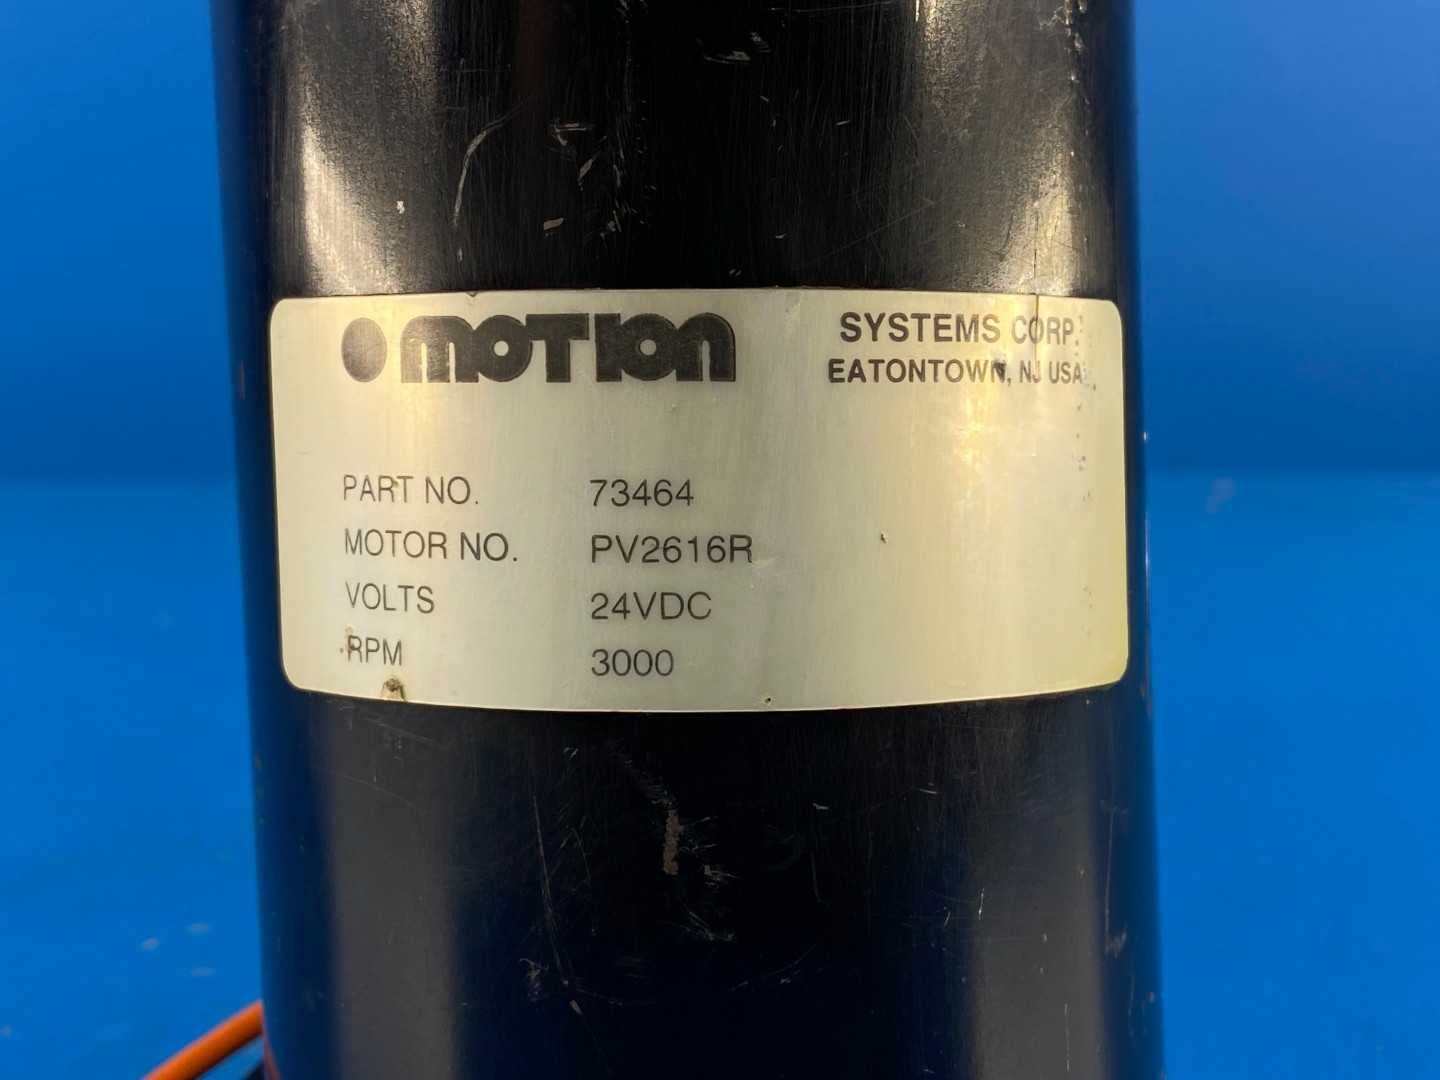 MOTION
SYSTEMS CORP.
EATONTOWN, NJ USA
PART NO. 73464
MOTOR NO. PV2616R
VOLTS 24VDC
RPM 3000